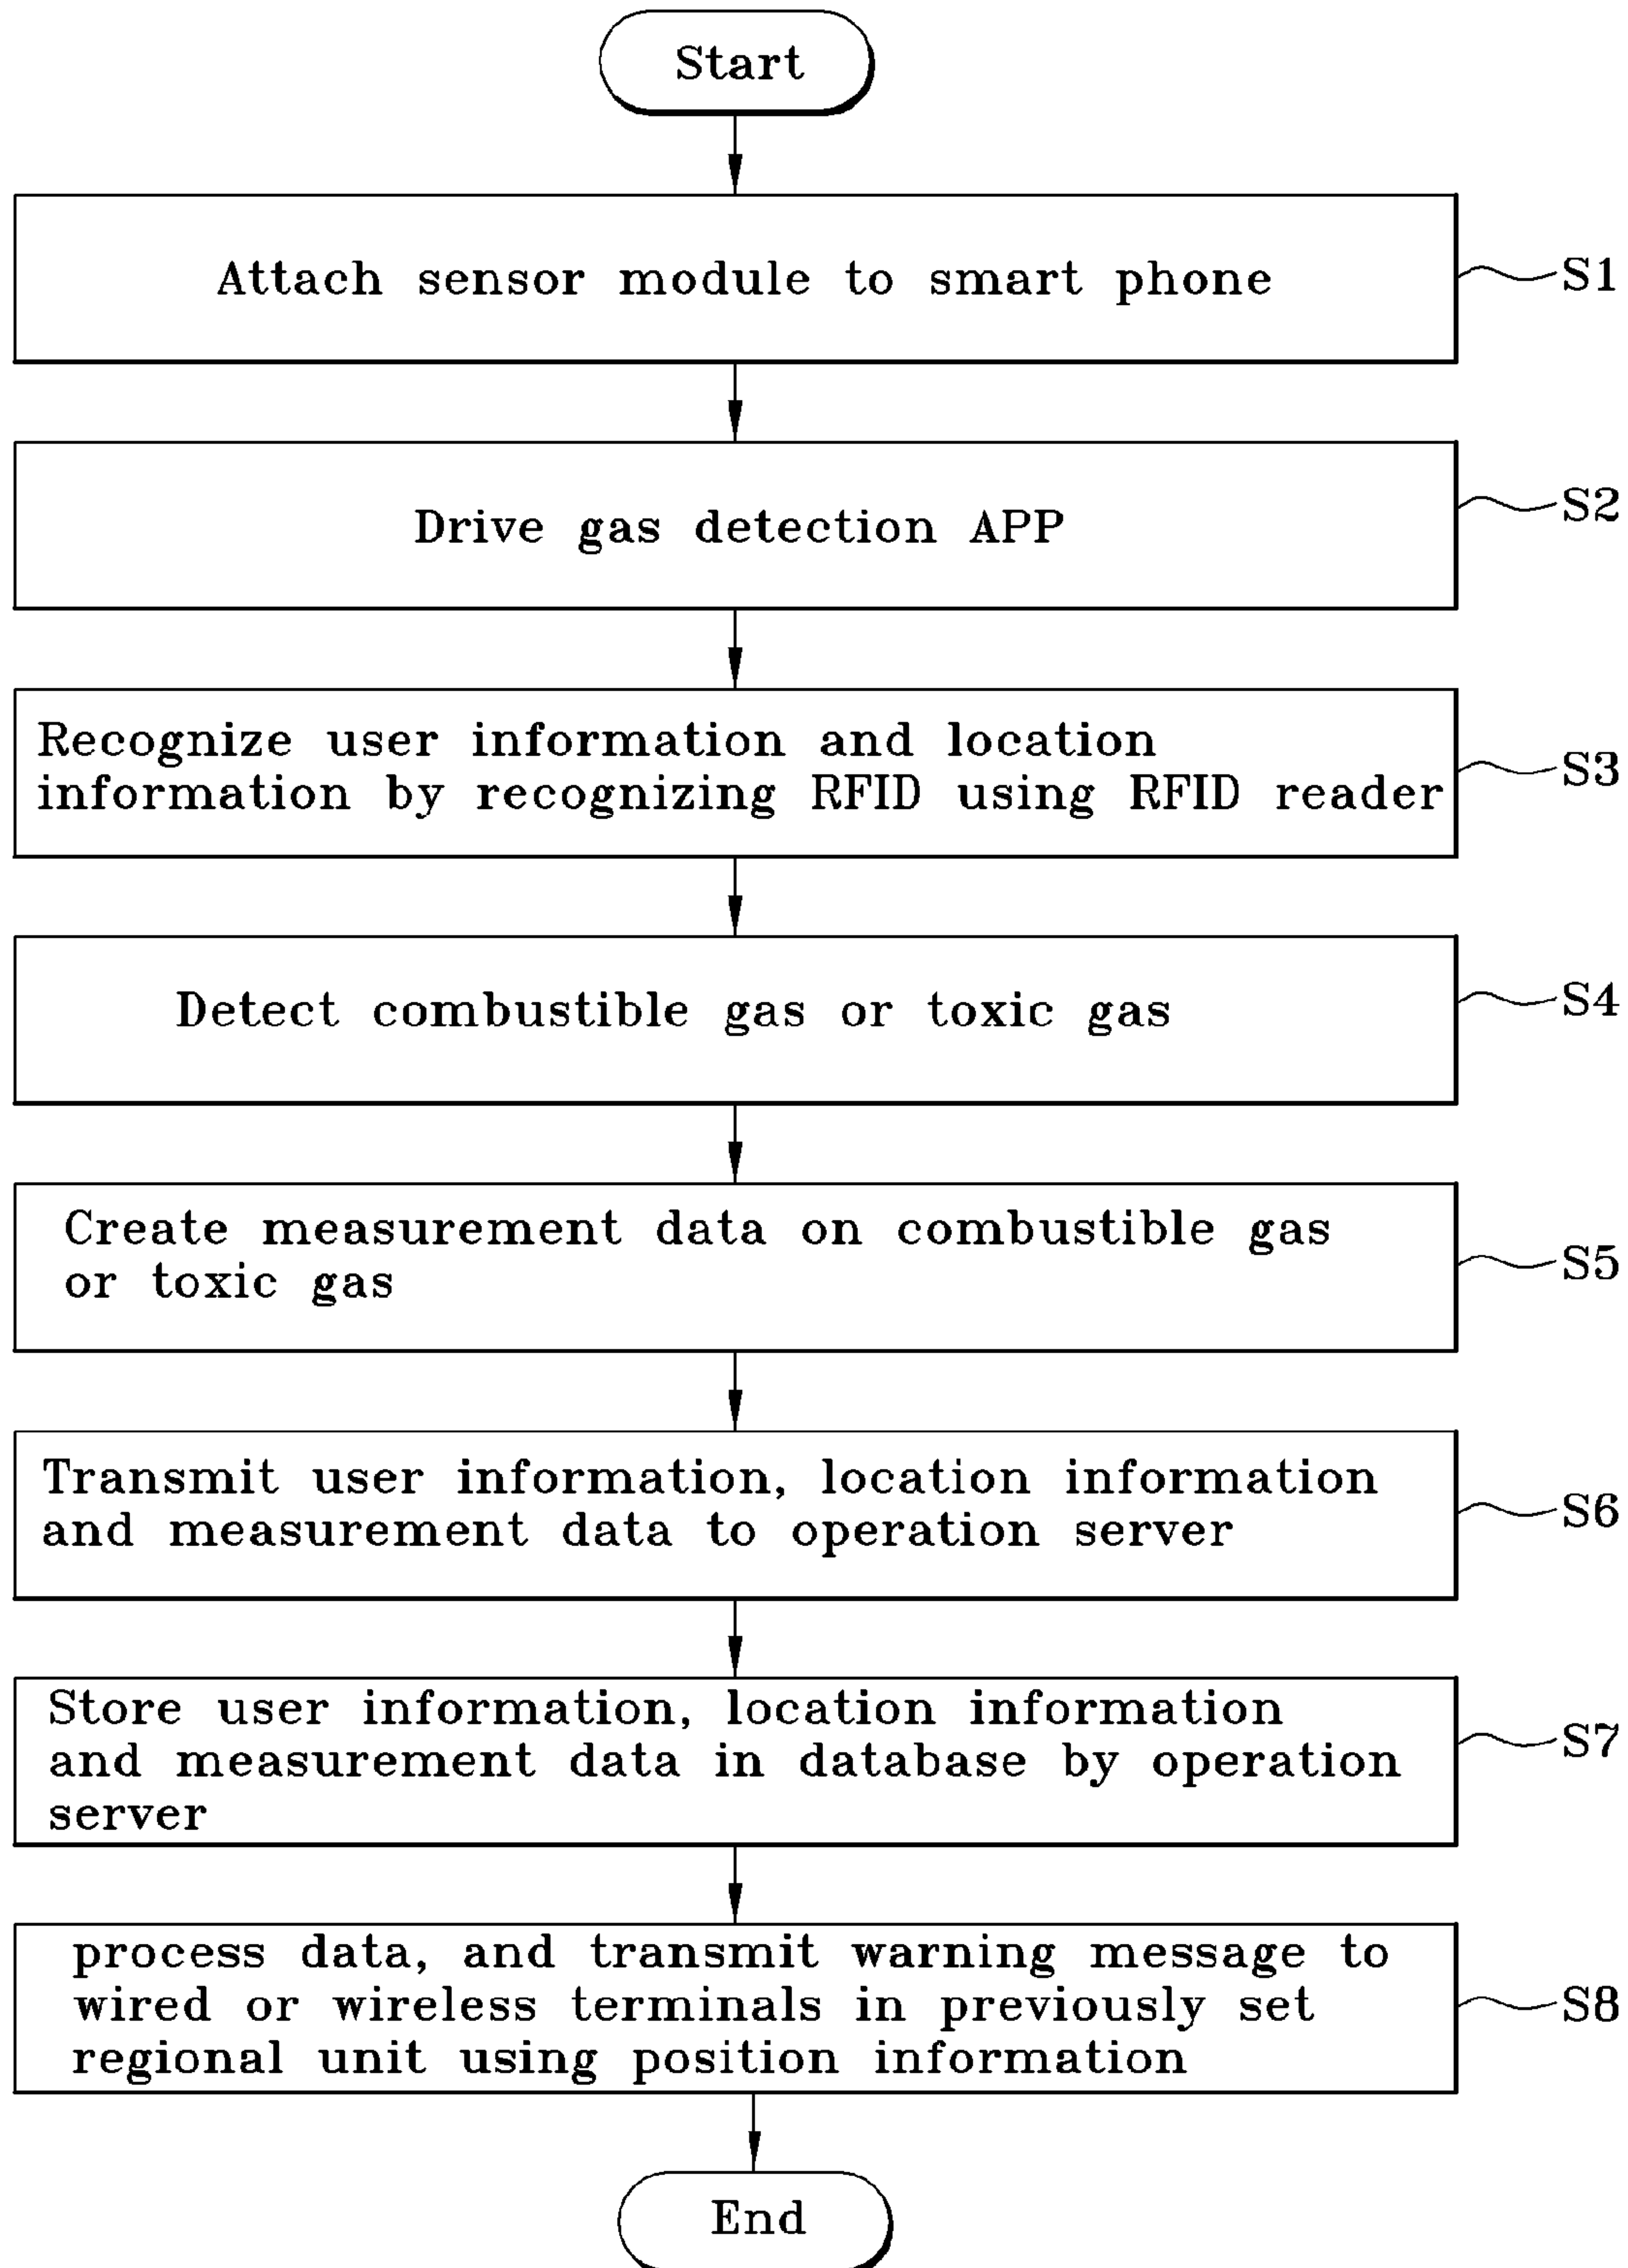 Start
Attach sensor module to smart phone
S1
Drive gas detection APP
S2
Recognize user information and location
information by recognizing RFID using RFID reader
S3
Detect combustible gas or toxic gas
S4
Create measurement data on combustible gas
or toxic gas
S5
Transmit user information, location information
and measurement data to operation server
S6
Store user information, location information
and measurement data in database by operation
server
S7
process data, and transmit warning message to
wired or wireless terminals in previously set
regional unit using position information
S8
End